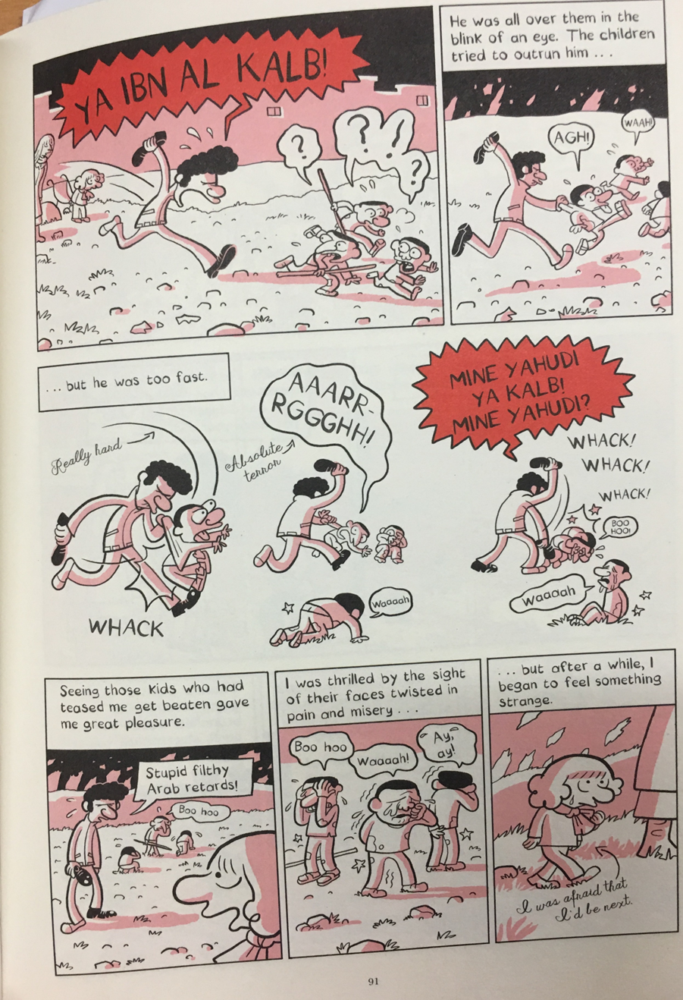 YA IBN AL KALB!
?
? !
?
He was all over them in the
blink of an eye. The children
tried to outrun him ...
AGH!
WAAH!
... but he was too fast.
Really hard
WHACK
Absolute
terror
AAARR-
RGGGHH!
Waaaah
MINE YAHUDI
YA KALB!
MINE YAHUDI?
WHACK!
WHACK!
WHACK!
BOO
HOO!
Waaaah
Seeing those kids who had
teased me get beaten gave
me great pleasure.
Stupid filthy
Arab retards!
Boo hoo
I was thrilled by the sight
of their faces twisted in
pain and misery ...
Boo hoo
Waaaah!
Ay,
ay!
... but after a while, I
began to feel something
strange.
I was afraid that
I'd be next.
91